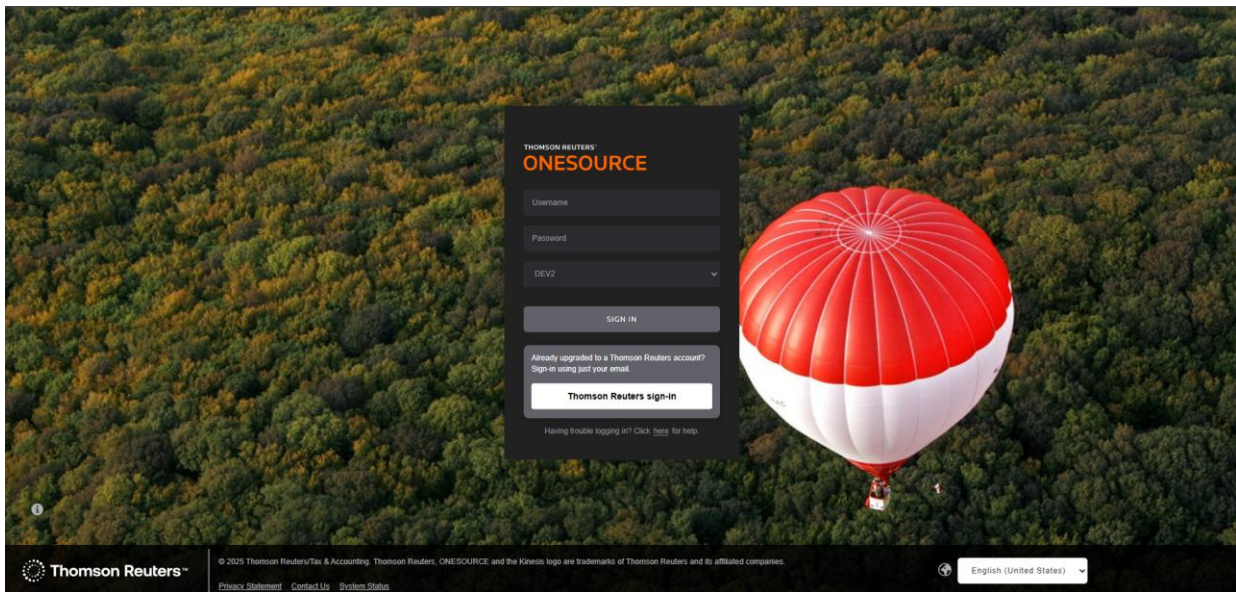 THOMSON REUTERS®
ONESOURCE
Username
Password
DEV2
SIGN IN
Already upgraded to a Thomson Reuters account?
Sign-in using just your email.
Thomson Reuters sign-in
Having trouble logging in? Click here for help.
Thomson Reuters™
© 2025 Thomson Reuters/Tax & Accounting. Thomson Reuters, ONESOURCE and the Kinesis logo are trademarks of Thomson Reuters and its affiliated companies.
Privacy Statement Contact Us System Status
English (United States)